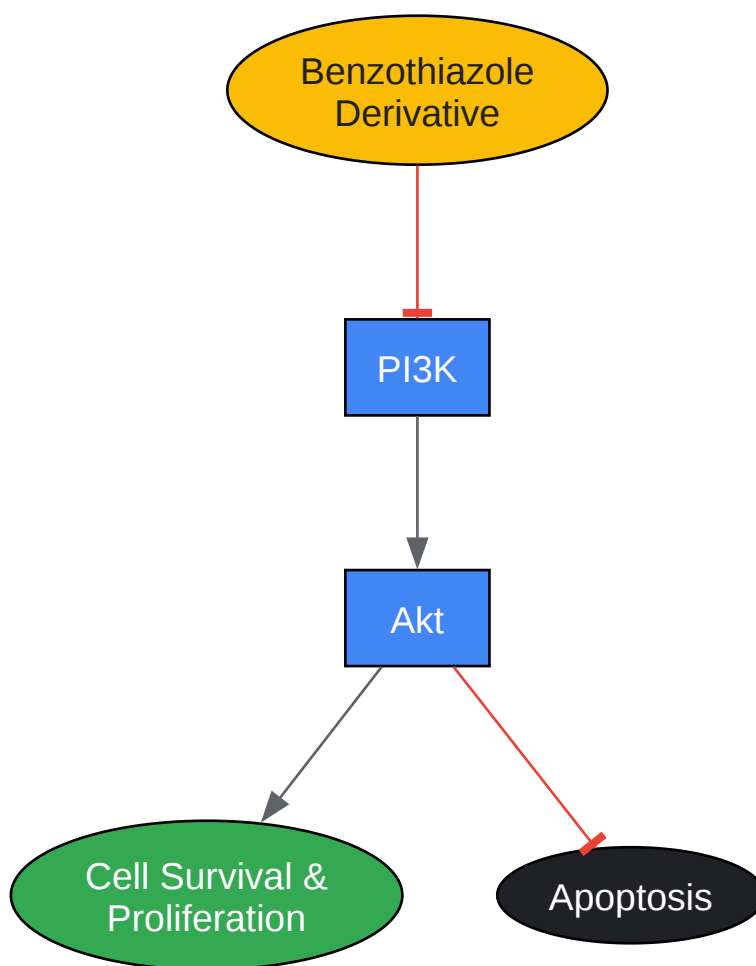 Benzothiazole
Derivative
PI3K
Akt
Cell Survival &
Proliferation
Apoptosis